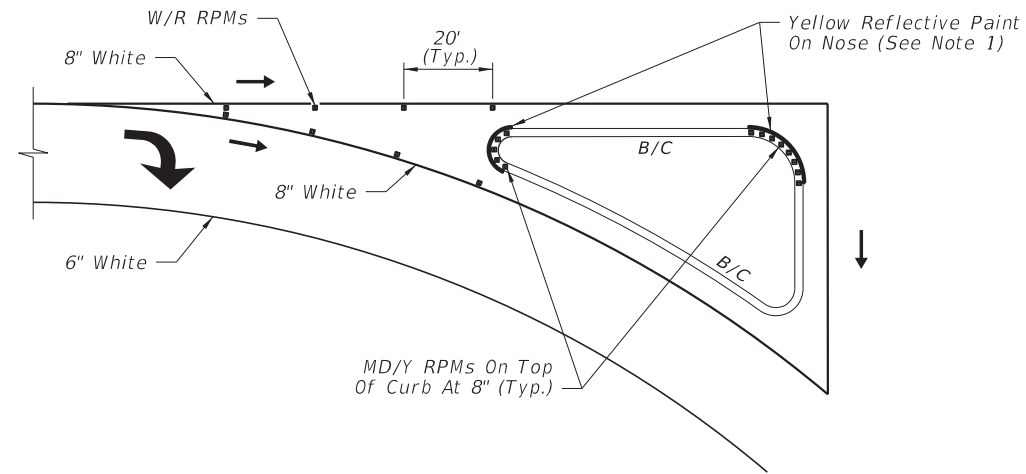 W/R RPMs
20'
(Typ.)
Yellow Reflective Paint
On Nose (See Note 1)
8" White
B/C
8" White
B/C
6" White
MD/Y RPMs On Top
Of Curb At 8" (Typ.)